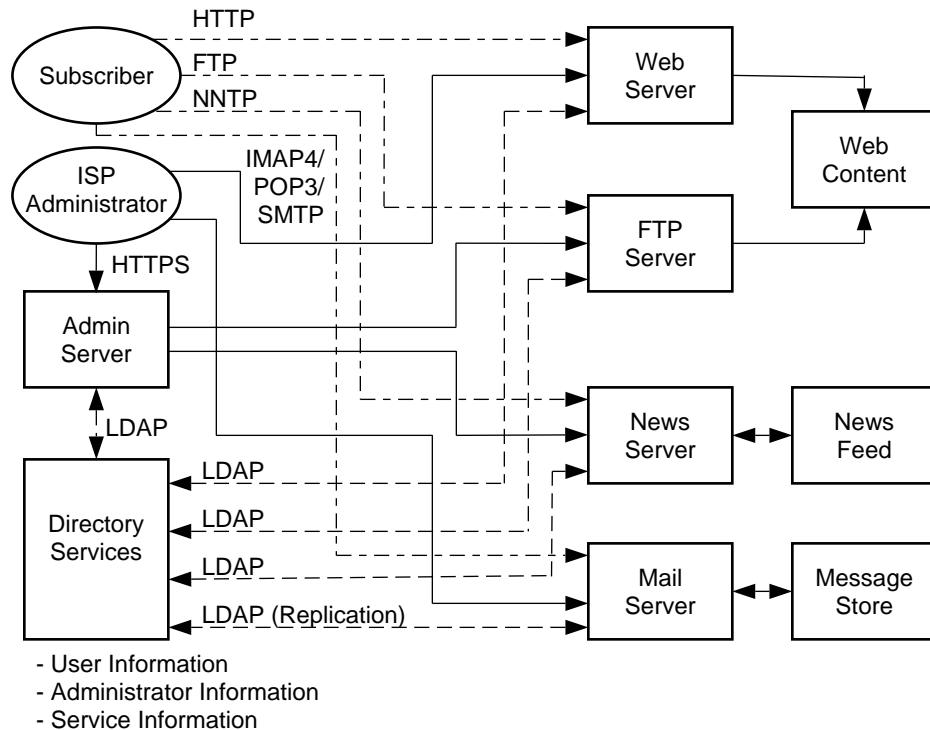 HTTP
Subscriber
FTP
NNTP
Web
Server
Web
Content
IMAP4/
POP3/
SMTP
ISP
Administrator
FTP
Server
HTTPS
Admin
Server
LDAP
News
Server
News
Feed
LDAP
Directory
Services
LDAP
LDAP
Mail
Server
Message
Store
LDAP (Replication)
- User Information
- Administrator Information
- Service Information